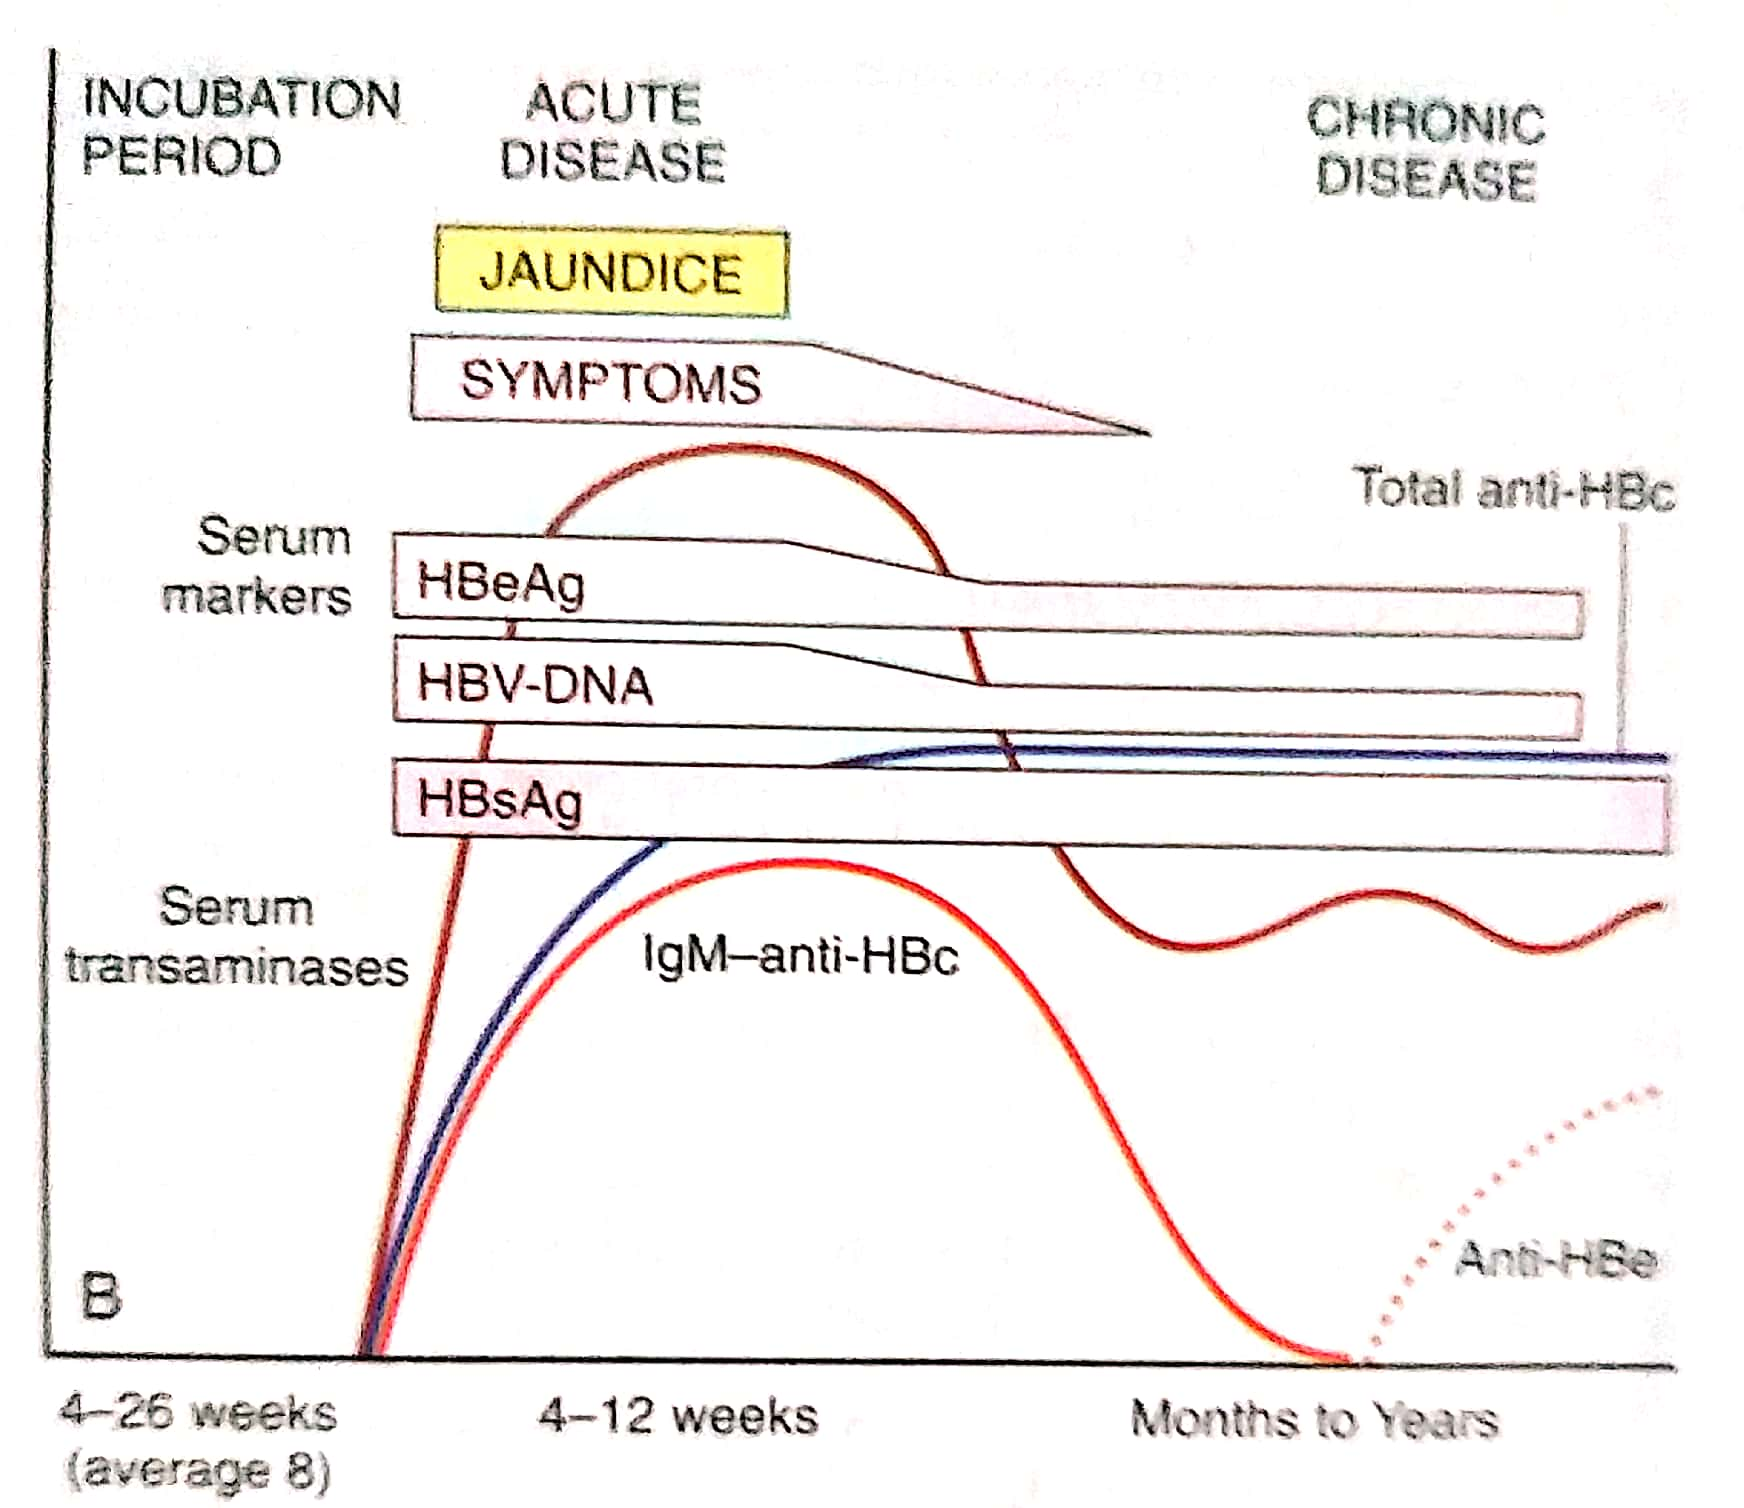 INCUBATION
PERIOD
ACUTE
DISEASE
CHRONIC
DISEASE
JAUNDICE
SYMPTOMS
Total anti-HBc
Serum
markers
HBeAg
HBV-DNA
HBsAg
Serum
transaminases
IgM–anti-HBc
Anti-HBe
B
4–26 weeks
(average 8)
4–12 weeks
Months to Years